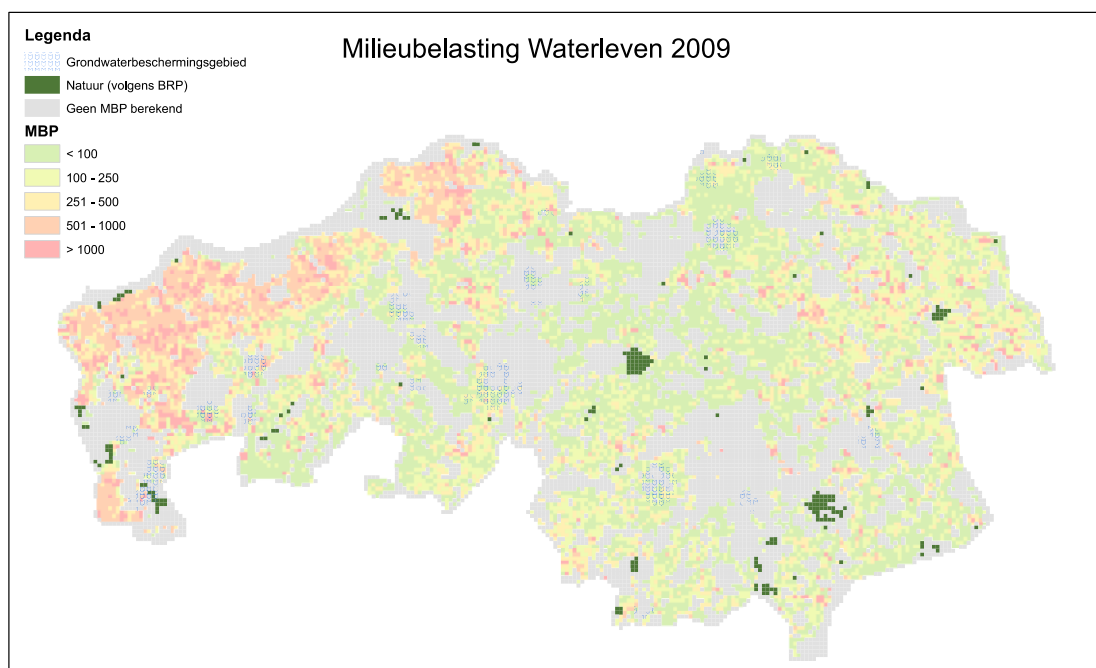 Milieubelasting Waterleven 2009
Legenda
Grondwaterbeschermingsgebied
Natuur (volgens BRP)
Geen MBP berekend
MBP
< 100
100 - 250
251 - 500
501 - 1000
> 1000